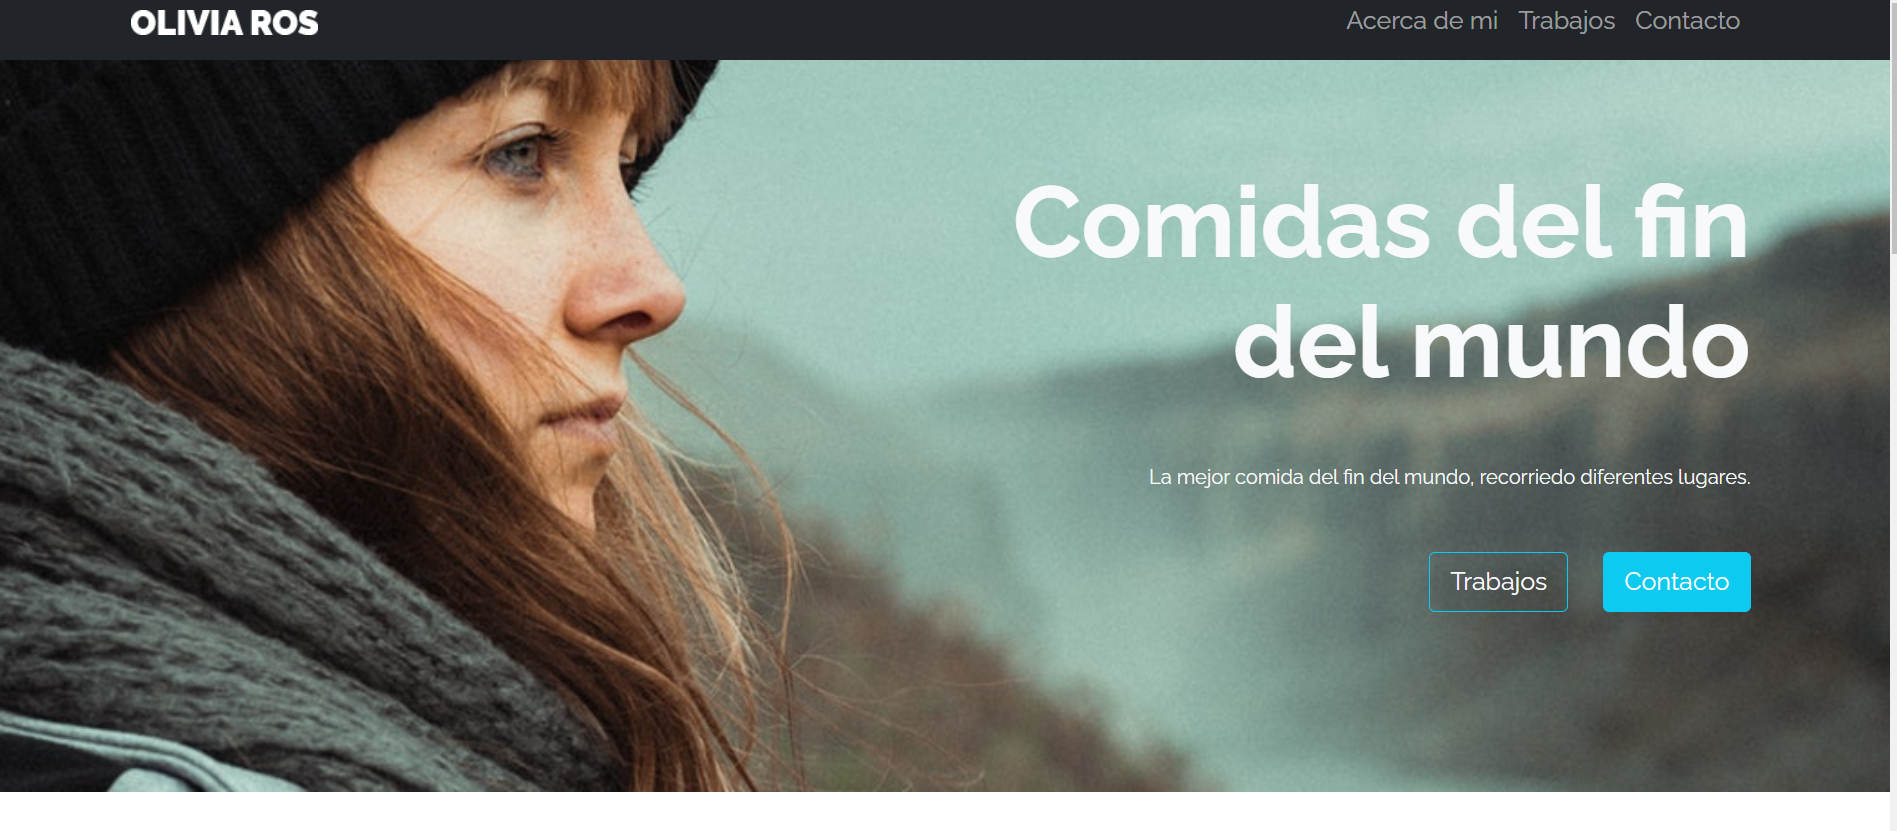 OLIVIA ROS
Acerca de mi Trabajos Contacto
Comidas del fin
del mundo
La mejor comida del fin del mundo, recorriedo diferentes lugares.
Trabajos Contacto